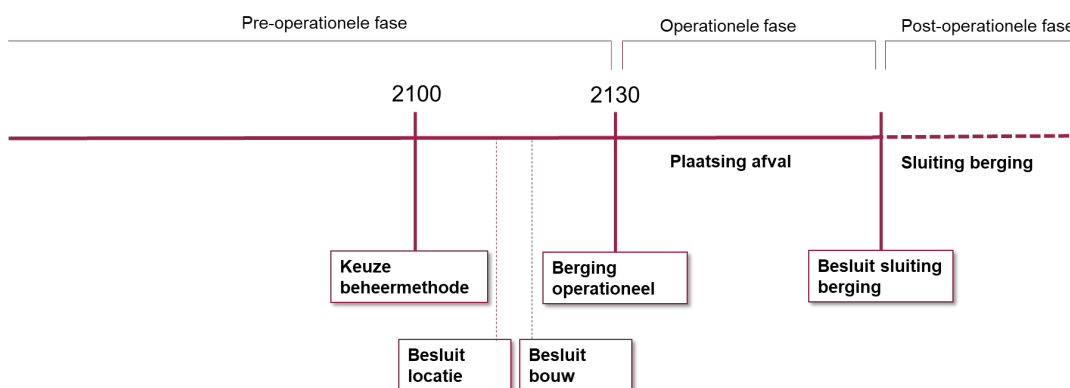 Pre-operationele fase
Operationele fase
Post-operationele fase
2100
2130
Plaatsing afval
Sluiting berging
Keuze
beheermethode
Berging
operationeel
Besluit sluiting
berging
Besluit
locatie
Besluit
bouw